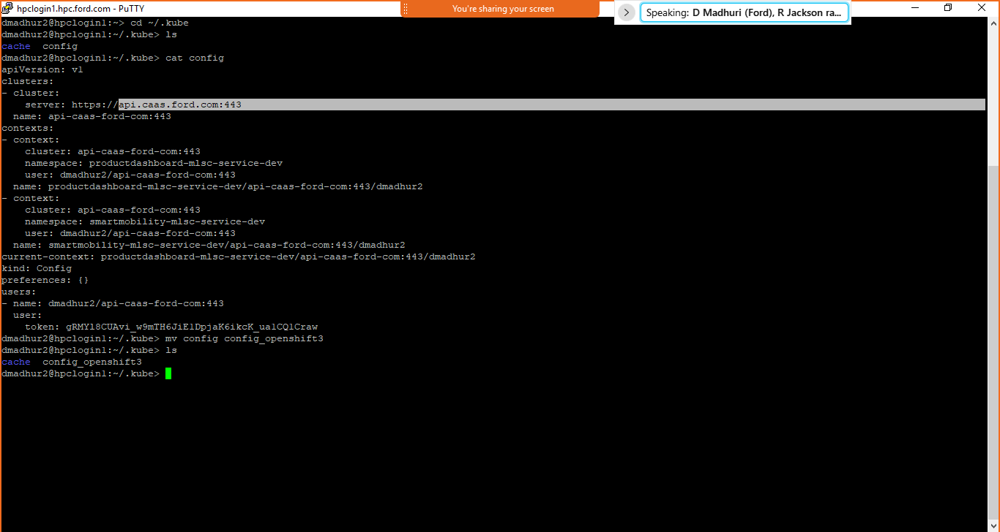 hpclogin1.hpc.ford.com - PuTTY
You're sharing your screen
Speaking: D Madhuri (Ford), R Jackson ra...
dmadhur2@hpclogin1:~> cd ~/.kube
dmadhur2@hpclogin1:~/.kube> ls
cache  config
dmadhur2@hpclogin1:~/.kube> cat config
apiVersion: v1
clusters:
- cluster:
    server: https://api.caas.ford.com:443
  name: api-caas-ford-com:443
contexts:
- context:
    cluster: api-caas-ford-com:443
    namespace: productdashboard-mlsc-service-dev
    user: dmadhur2/api-caas-ford-com:443
  name: productdashboard-mlsc-service-dev/api-caas-ford-com:443/dmadhur2
- context:
    cluster: api-caas-ford-com:443
    namespace: smartmobility-mlsc-service-dev
    user: dmadhur2/api-caas-ford-com:443
  name: smartmobility-mlsc-service-dev/api-caas-ford-com:443/dmadhur2
current-context: productdashboard-mlsc-service-dev/api-caas-ford-com:443/dmadhur2
kind: Config
preferences: {}
users:
- name: dmadhur2/api-caas-ford-com:443
  user:
    token: gRMYl8CUAvi_w9mTH6JiE1DpjaK6ikcK_ualCQ1Craw
dmadhur2@hpclogin1:~/.kube> mv config config_openshift3
dmadhur2@hpclogin1:~/.kube> ls
cache  config_openshift3
dmadhur2@hpclogin1:~/.kube>